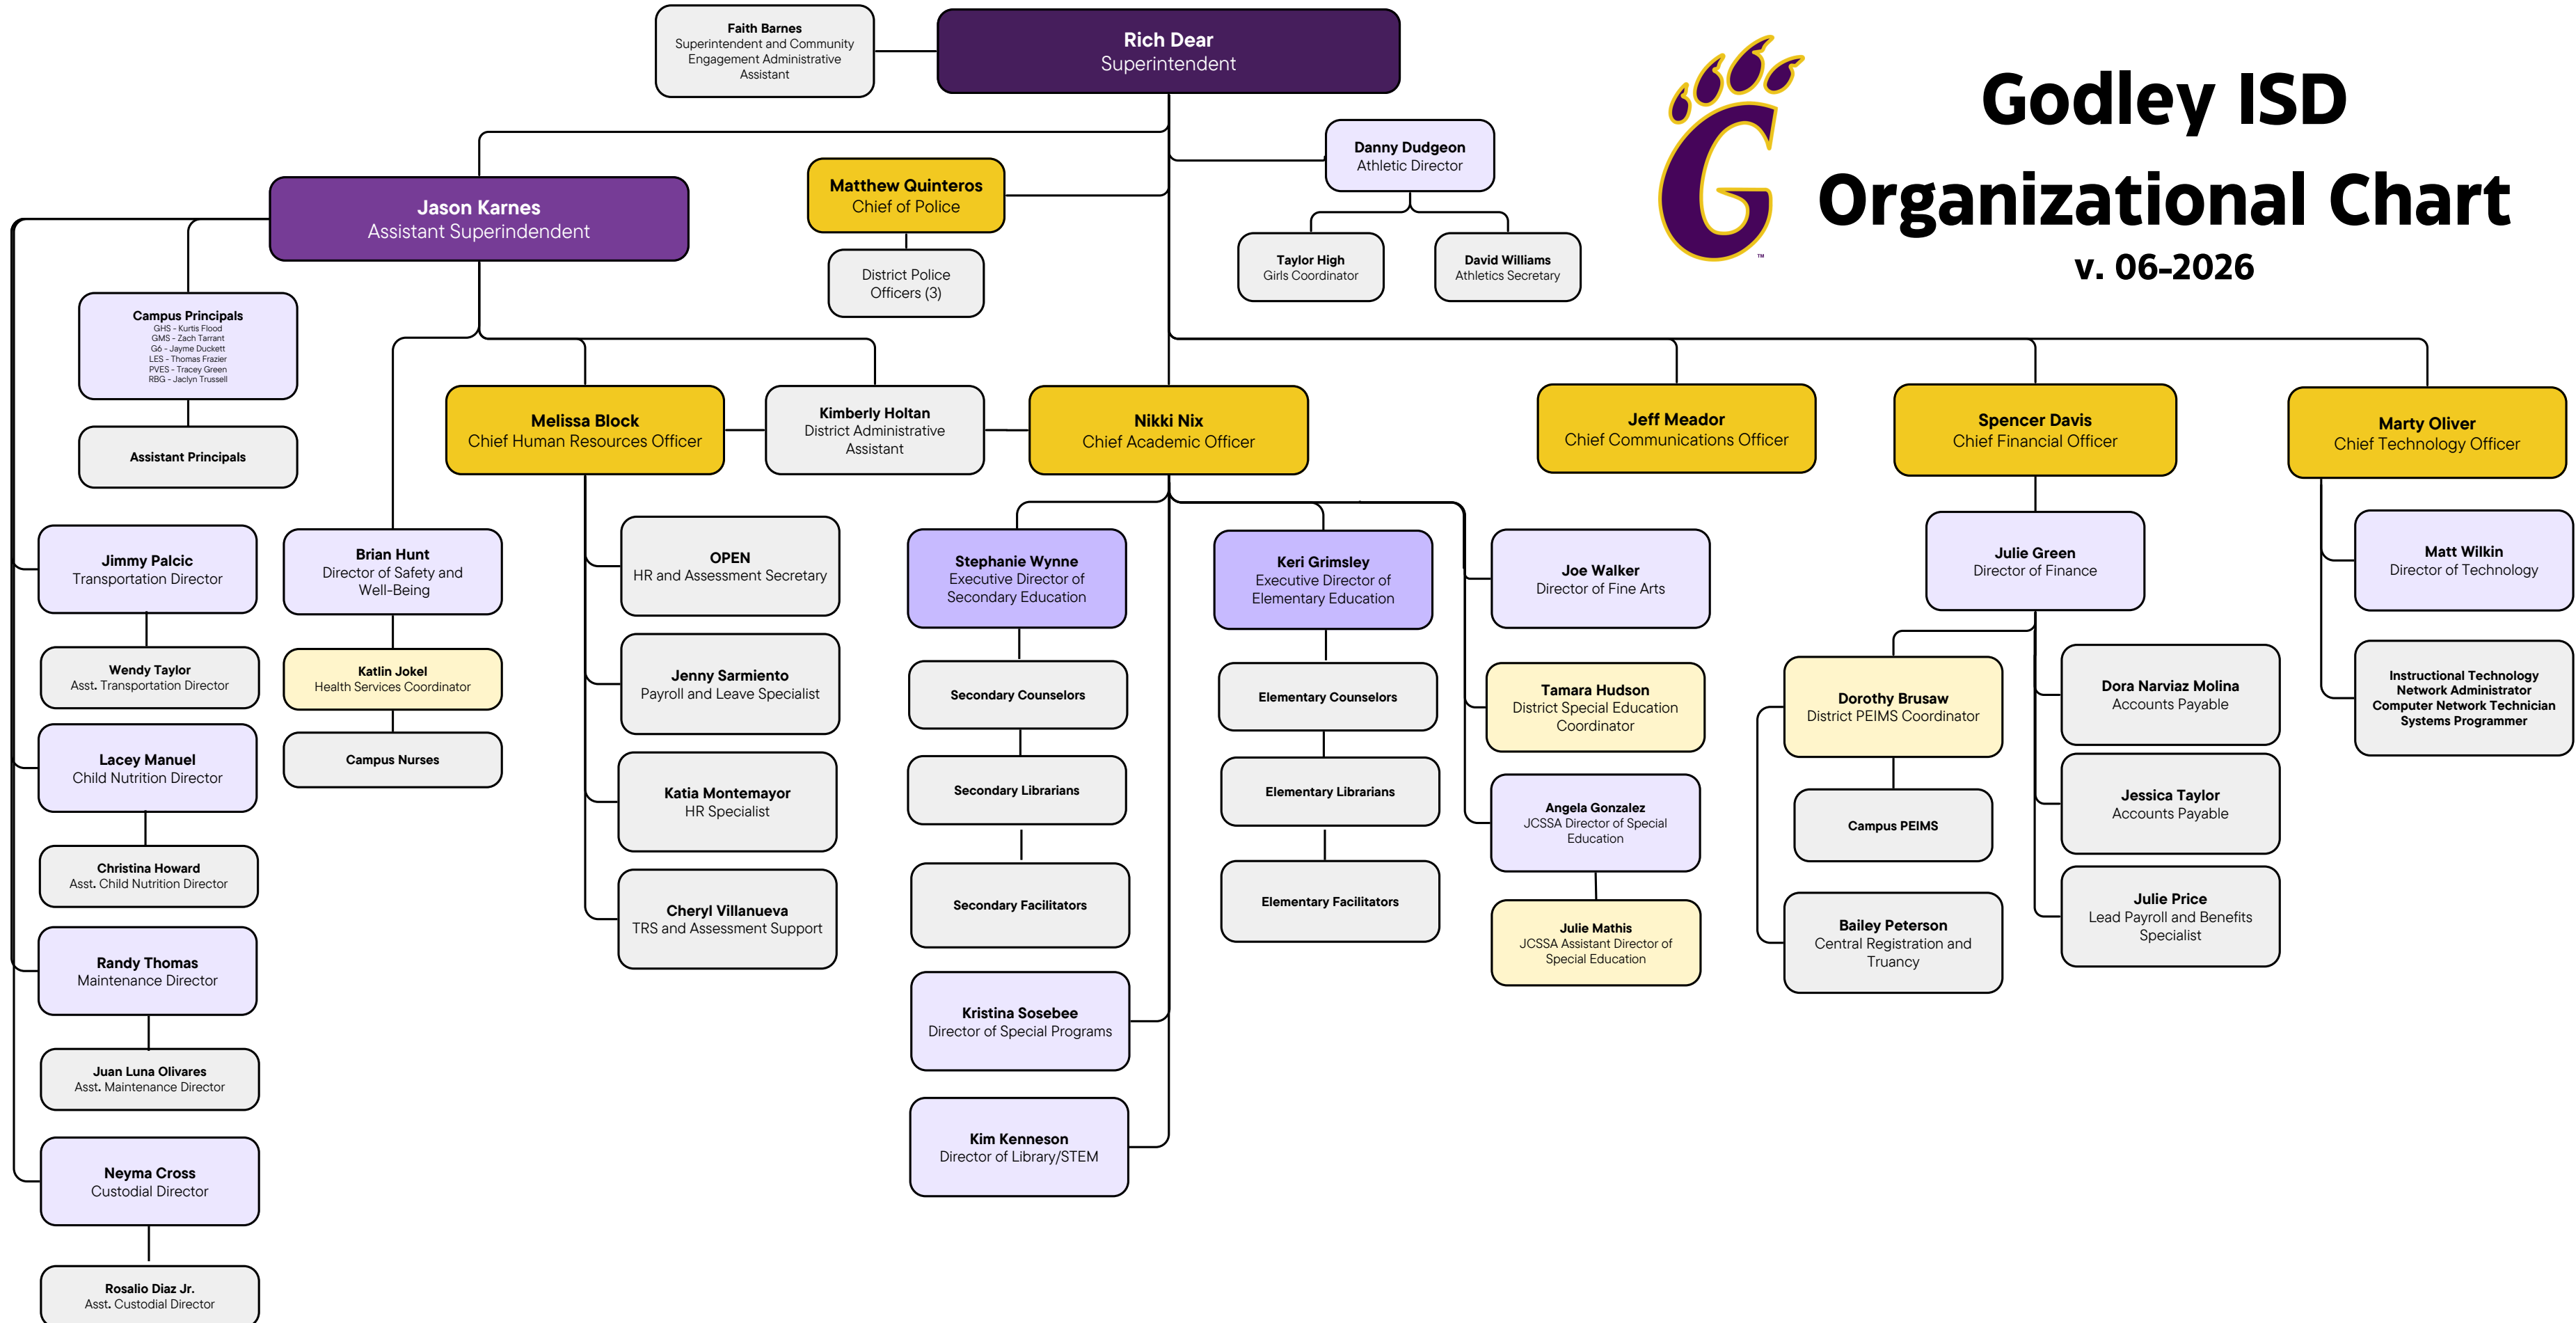 Faith Barnes
Superintendent and Community
Engagement Administrative
Assistant
Rich Dear
Superintendent
Godley ISD
Organizational Chart
v. 06-2026
Danny Dudgeon
Athletic Director
Taylor High
Girls Coordinator
David Williams
Athletics Secretary
Matthew Quinteros
Chief of Police
District Police
Officers (3)
Jason Karnes
Assistant Superindendent
Campus Principals
GHS - Kurtis Flood
GMS - Zach Tarrant
G6 - Jayme Duckett
LES - Thomas Frazier
PVES - Tracey Green
RBG - Jaclyn Trussell
Assistant Principals
Melissa Block
Chief Human Resources Officer
Kimberly Holtan
District Administrative
Assistant
Nikki Nix
Chief Academic Officer
Jeff Meador
Chief Communications Officer
Spencer Davis
Chief Financial Officer
Marty Oliver
Chief Technology Officer
Jimmy Palcic
Transportation Director
Wendy Taylor
Asst. Transportation Director
Lacey Manuel
Child Nutrition Director
Christina Howard
Asst. Child Nutrition Director
Randy Thomas
Maintenance Director
Juan Luna Olivares
Asst. Maintenance Director
Neyma Cross
Custodial Director
Rosalio Diaz Jr.
Asst. Custodial Director
Brian Hunt
Director of Safety and
Well-Being
Katlin Jokel
Health Services Coordinator
Campus Nurses
OPEN
HR and Assessment Secretary
Jenny Sarmiento
Payroll and Leave Specialist
Katia Montemayor
HR Specialist
Cheryl Villanueva
TRS and Assessment Support
Stephanie Wynne
Executive Director of
Secondary Education
Secondary Counselors
Secondary Librarians
Secondary Facilitators
Kristina Sosebee
Director of Special Programs
Kim Kenneson
Director of Library/STEM
Keri Grimsley
Executive Director of
Elementary Education
Elementary Counselors
Elementary Librarians
Elementary Facilitators
Joe Walker
Director of Fine Arts
Tamara Hudson
District Special Education
Coordinator
Angela Gonzalez
JCSSA Director of Special
Education
Julie Mathis
JCSSA Assistant Director of
Special Education
Julie Green
Director of Finance
Dorothy Brusaw
District PEIMS Coordinator
Campus PEIMS
Bailey Peterson
Central Registration and
Truancy
Dora Narviaz Molina
Accounts Payable
Jessica Taylor
Accounts Payable
Julie Price
Lead Payroll and Benefits
Specialist
Matt Wilkin
Director of Technology
Instructional Technology
Network Administrator
Computer Network Technician
Systems Programmer
G
TM